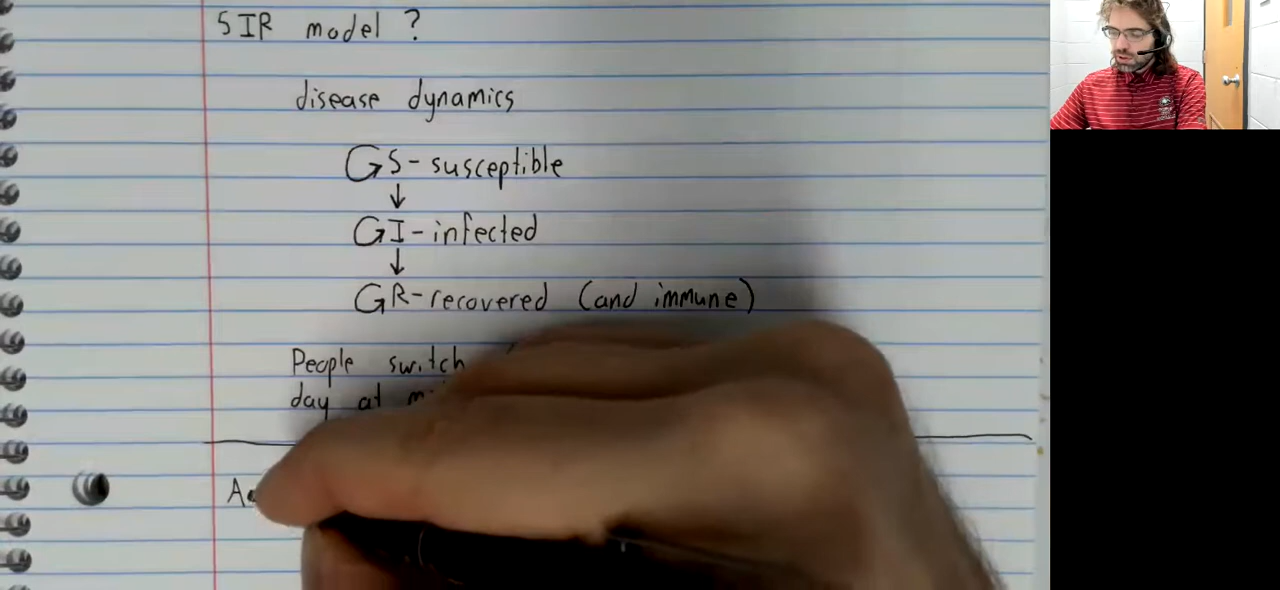 SIR model ?
disease dynamics
GS - susceptible
↓
GI - infected
↓
GR - recovered (and immune)
People switch
day at